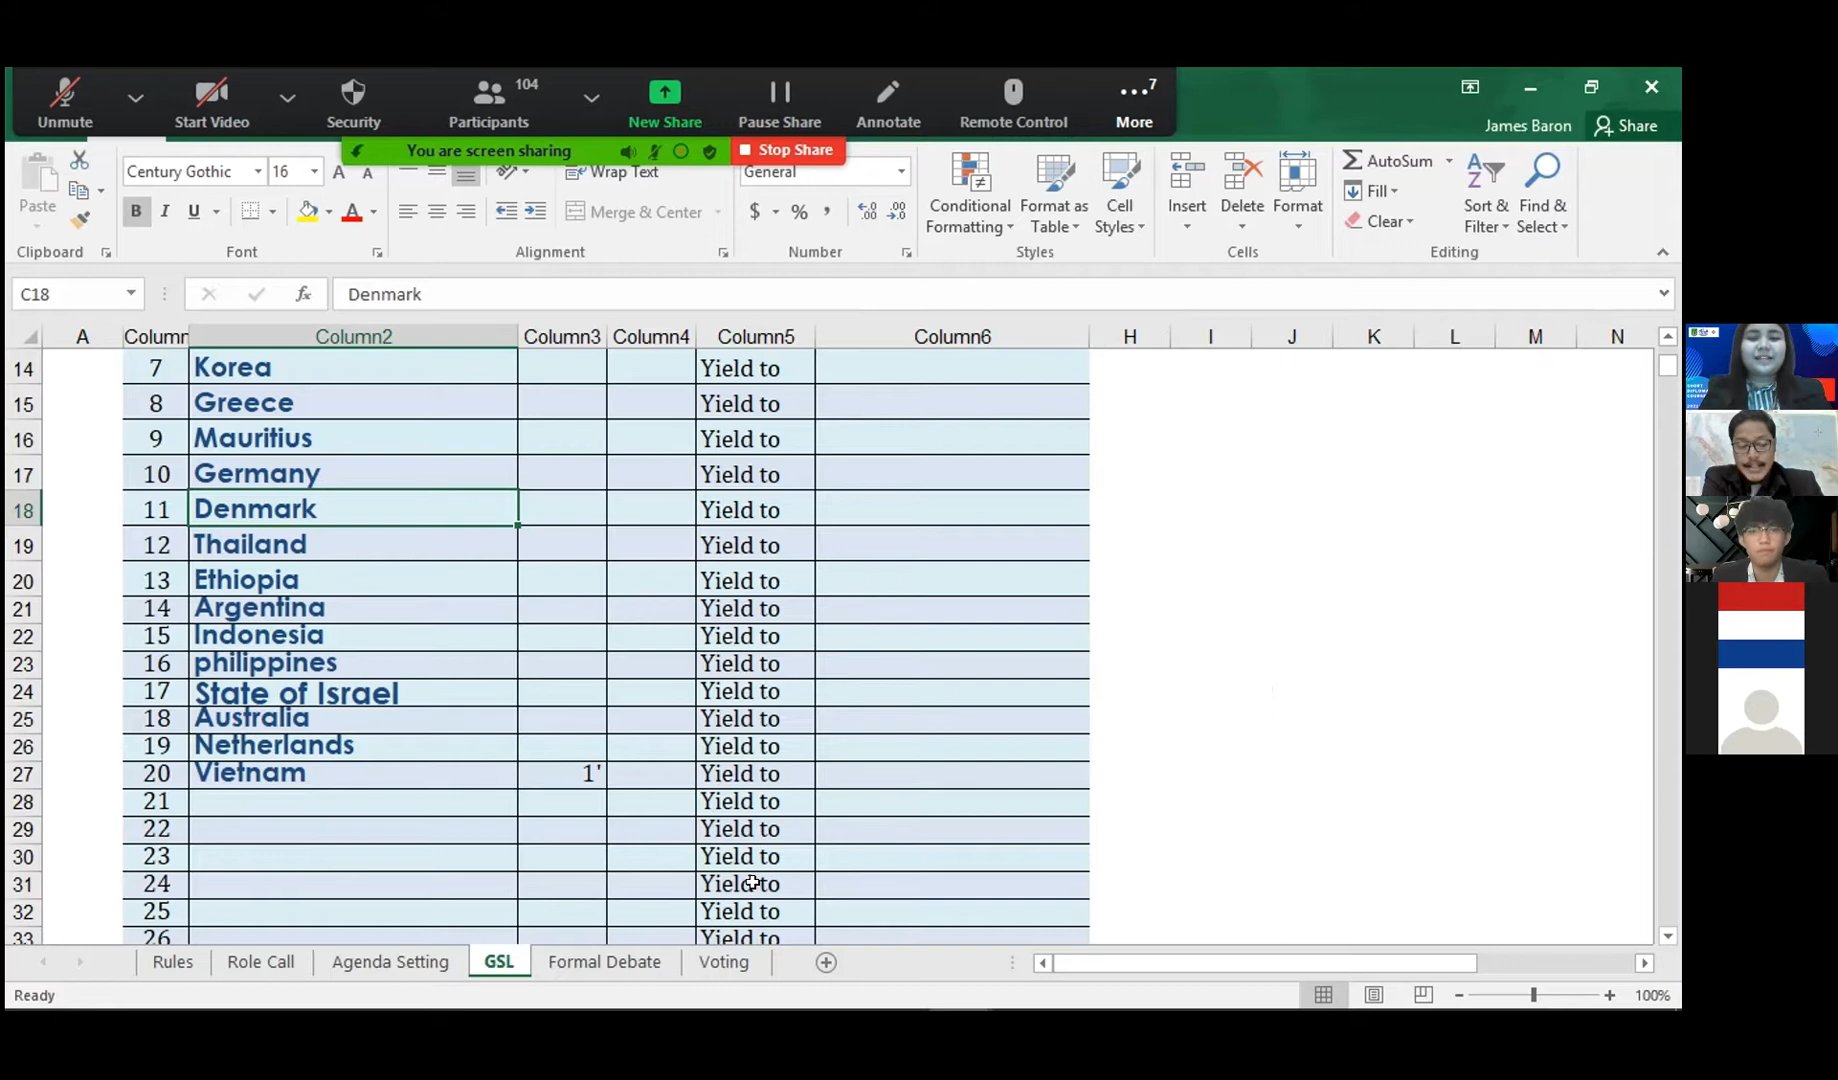 104
7
Unmute Start Video Security Participants New Share Pause Share Annotate Remote Control More
You are screen sharing Stop Share
James Baron Share
Century Gothic 16 A A Wrap Text General AutoSum
Paste B I U A Merge & Center $ % , Fill
Conditional Formatting Format as Table Cell Styles Insert Delete Format Clear Sort & Filter Find & Select
Clipboard Font Alignment Number Styles Cells Editing
C18 fx Denmark
A Column Column2 Column3 Column4 Column5 Column6 H I J K L M N
14 7 Korea Yield to
15 8 Greece Yield to
16 9 Mauritius Yield to
17 10 Germany Yield to
18 11 Denmark Yield to
19 12 Thailand Yield to
20 13 Ethiopia Yield to
21 14 Argentina Yield to
22 15 Indonesia Yield to
23 16 philippines Yield to
24 17 State of Israel Yield to
25 18 Australia Yield to
26 19 Netherlands Yield to
27 20 Vietnam 1' Yield to
28 21 Yield to
29 22 Yield to
30 23 Yield to
31 24 Yield to
32 25 Yield to
33 26 Yield to
Rules Role Call Agenda Setting GSL Formal Debate Voting
Ready 100%